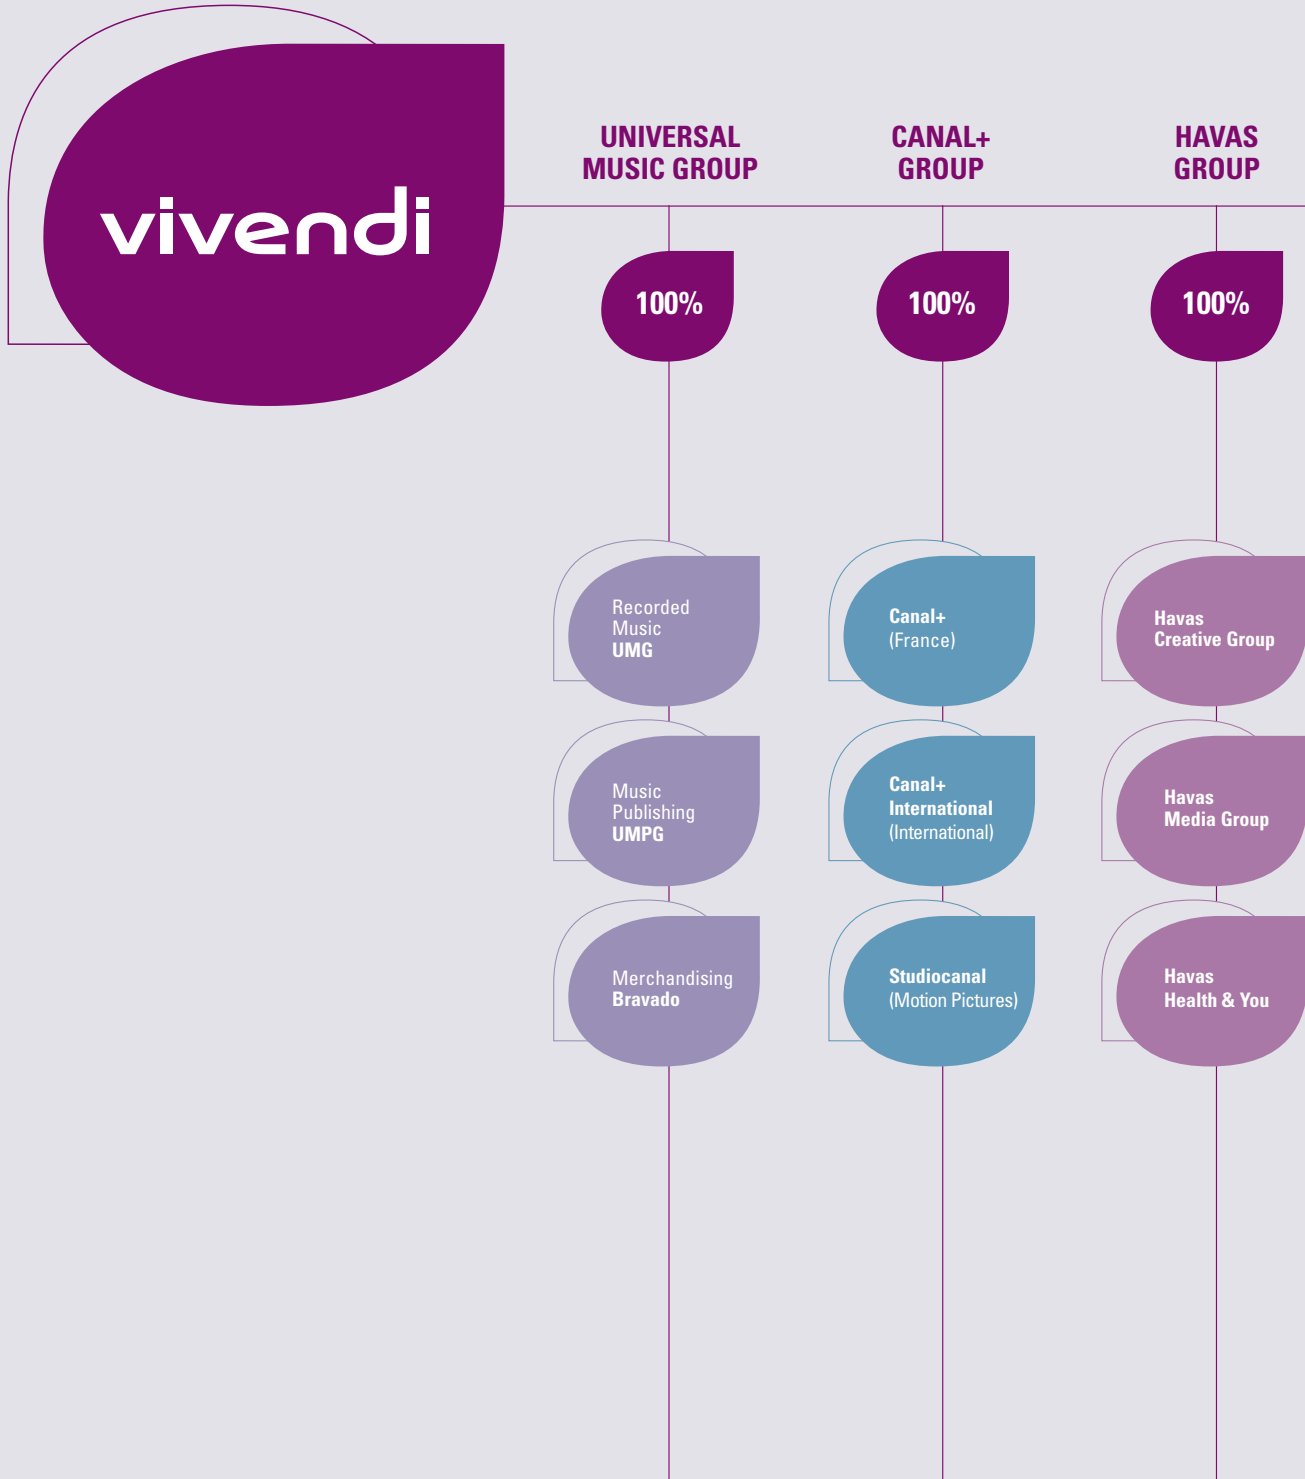 vivendi
UNIVERSAL
MUSIC GROUP
100%
Recorded
Music
UMG
Music
Publishing
UMPG
Merchandising
Bravado
CANAL+
GROUP
100%
Canal+
(France)
Canal+
International
(International)
Studiocanal
(Motion Pictures)
HAVAS
GROUP
100%
Havas
Creative Group
Havas
Media Group
Havas
Health & You